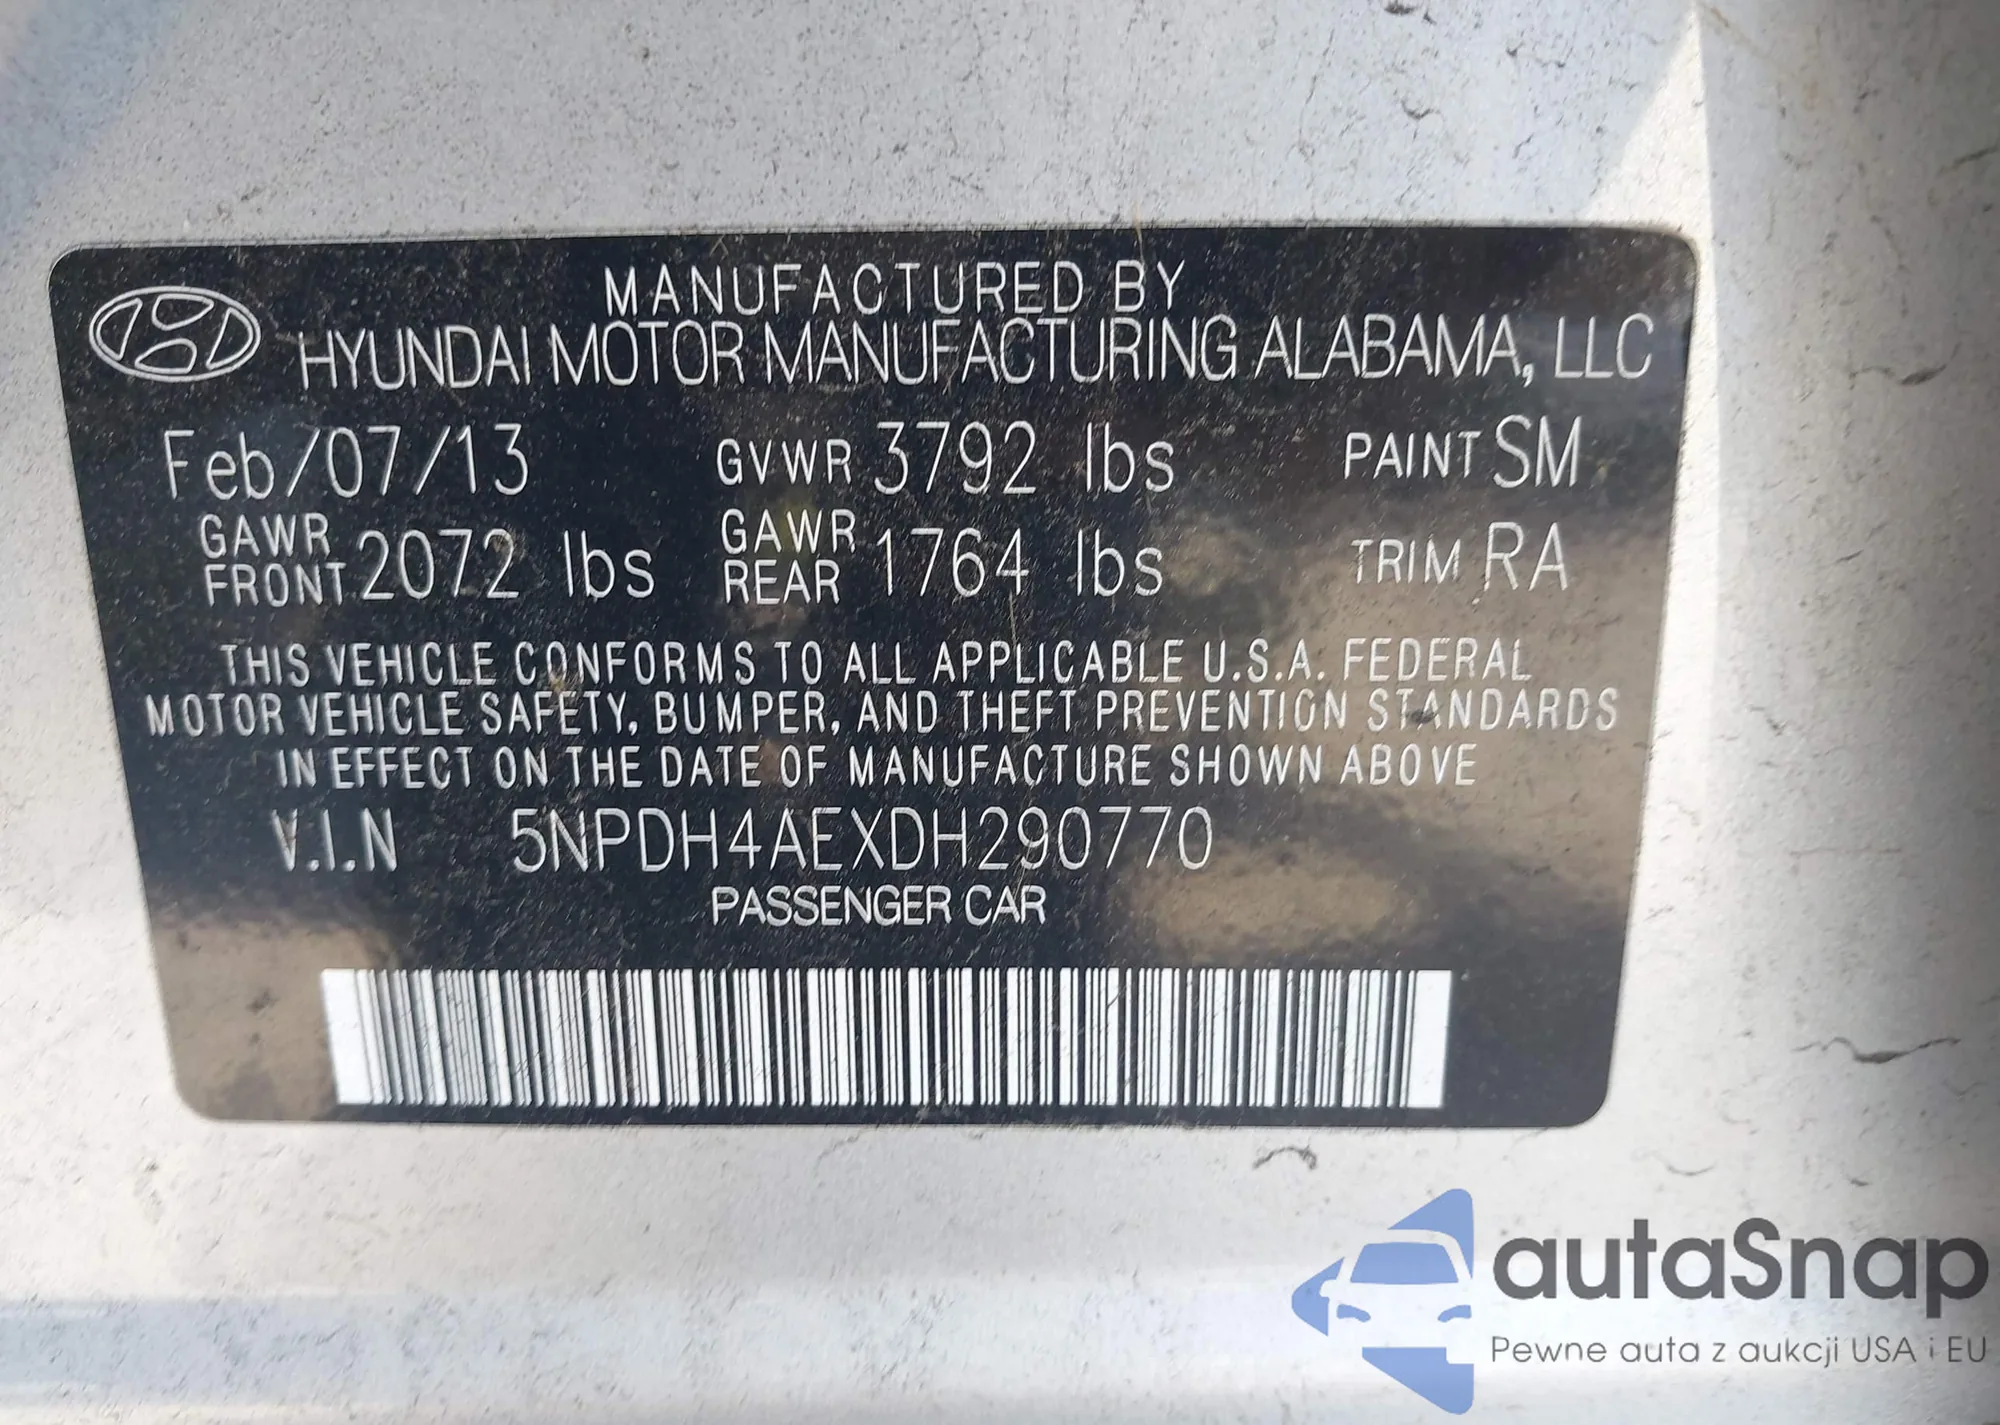 MANUFACTURED BY
HYUNDAI MOTOR MANUFACTURING ALABAMA, LLC
Feb/07/13 GVWR 3792 lbs PAINT SM
GAWR FRONT 2072 lbs GAWR REAR 1764 lbs TRIM RA
THIS VEHICLE CONFORMS TO ALL APPLICABLE U.S.A. FEDERAL
MOTOR VEHICLE SAFETY, BUMPER, AND THEFT PREVENTION STANDARDS
IN EFFECT ON THE DATE OF MANUFACTURE SHOWN ABOVE
V.I.N 5NPDH4AEXDH290770
PASSENGER CAR
autaSnap
Pewne auta z aukcji USA i EU